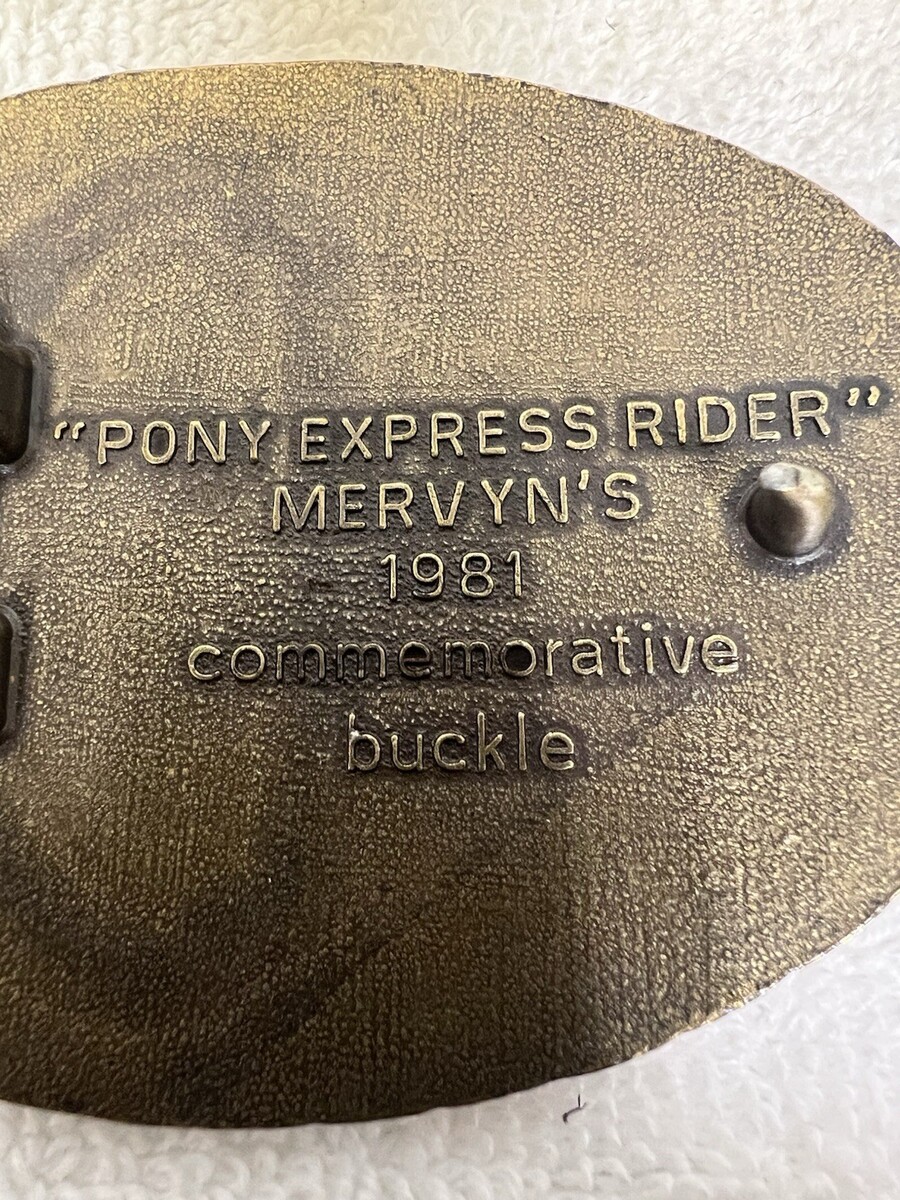 “PONY EXPRESS RIDER”
MERVYN'S
1981
commemorative
buckle